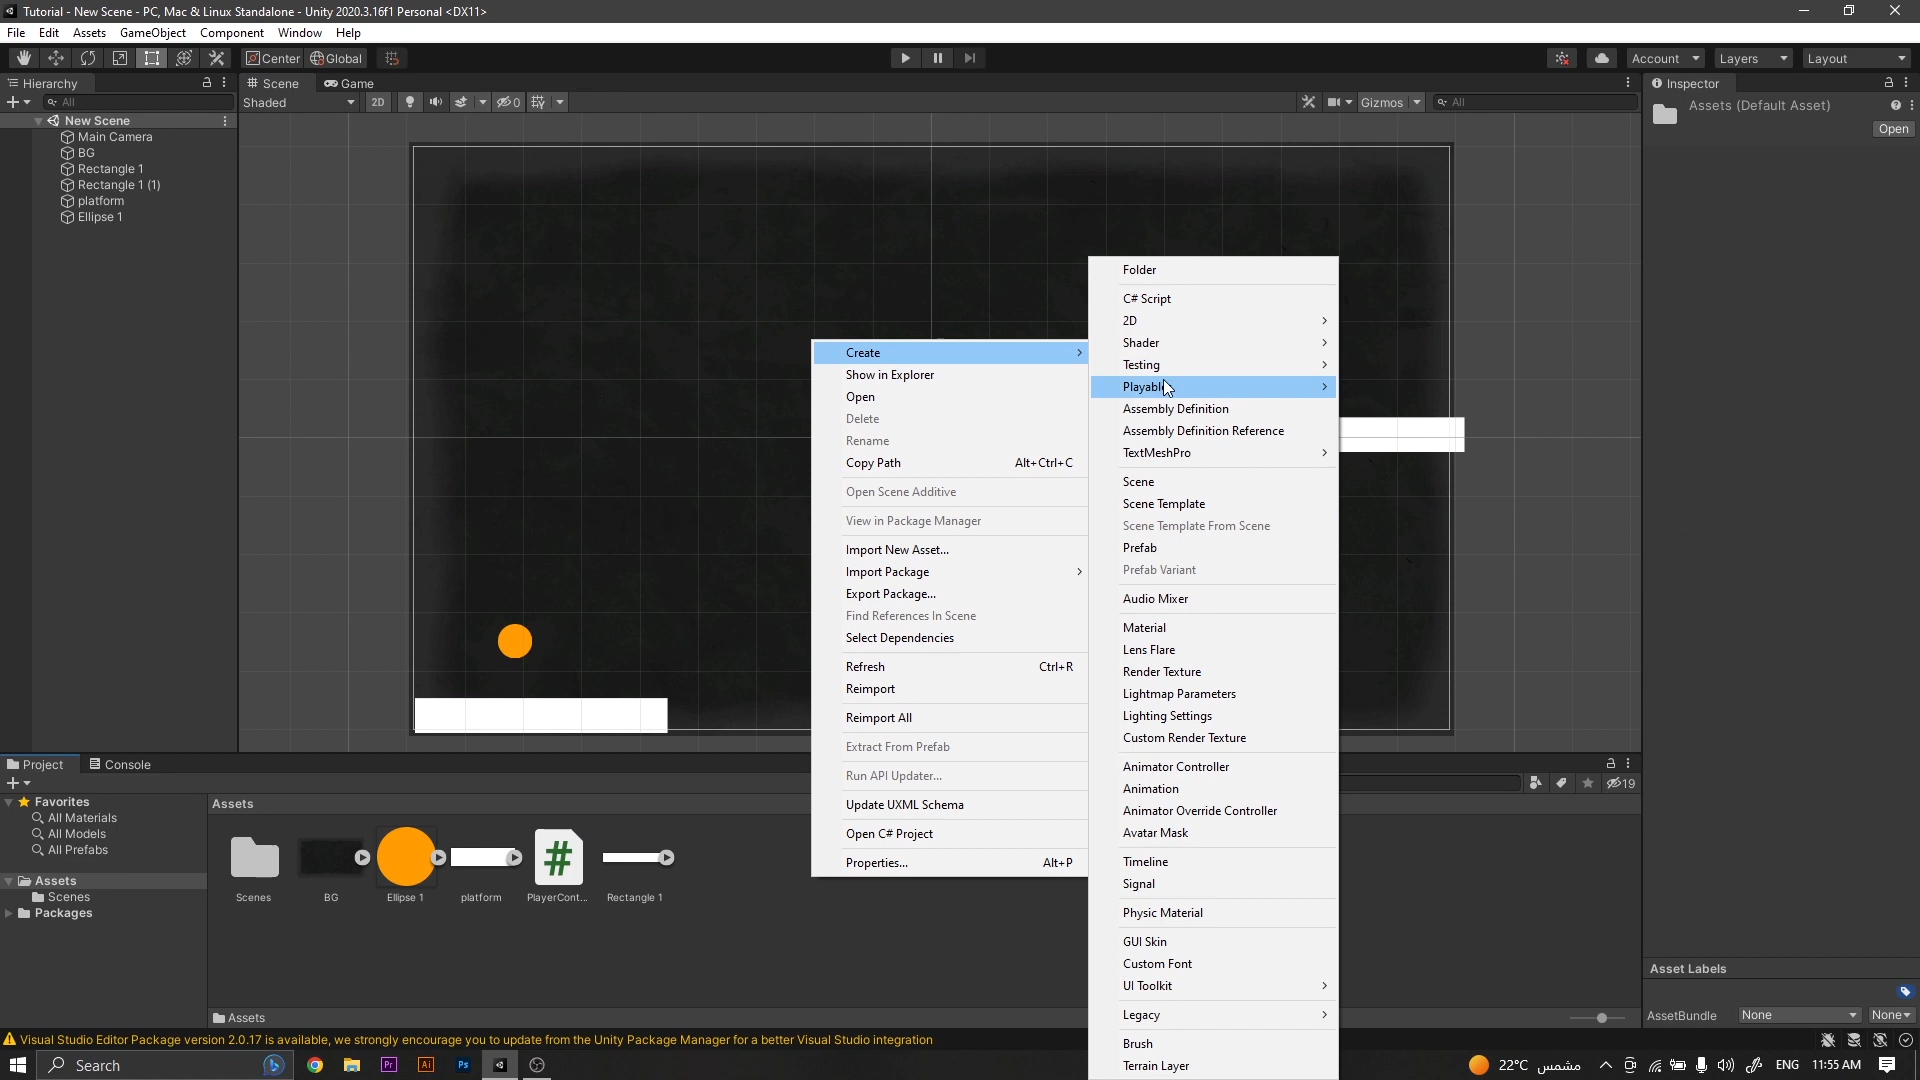 Tutorial - New Scene - PC, Mac & Linux Standalone - Unity 2020.3.16f1 Personal <DX11>
File Edit Assets GameObject Component Window Help
Center Global Account Layers Layout
Hierarchy Scene Game Inspector
All Shaded 2D 0 Gizmos All Assets (Default Asset)
Open
New Scene
Main Camera
BG
Rectangle 1
Rectangle 1 (1)
platform
Ellipse 1
Create
Show in Explorer
Open
Delete
Rename
Copy Path Alt+Ctrl+C
Open Scene Additive
View in Package Manager
Import New Asset...
Import Package
Export Package...
Find References In Scene
Select Dependencies
Refresh Ctrl+R
Reimport
Reimport All
Extract From Prefab
Run API Updater...
Update UXML Schema
Open C# Project
Properties... Alt+P
Folder
C# Script
2D
Shader
Testing
Assembly Definition
Assembly Definition Reference
TextMeshPro
Scene
Scene Template
Scene Template From Scene
Prefab
Prefab Variant
Audio Mixer
Material
Lens Flare
Render Texture
Lightmap Parameters
Lighting Settings
Custom Render Texture
Animator Controller
Animation
Animator Override Controller
Avatar Mask
Timeline
Signal
Physic Material
GUI Skin
Custom Font
UI Toolkit
Legacy
Brush
Terrain Layer
Project Console
19
Favorites
All Materials
All Models
All Prefabs
Assets
Scenes
Packages
Assets
Scenes BG Ellipse 1 platform PlayerCont... Rectangle 1
Assets
Asset Labels
AssetBundle None None
Visual Studio Editor Package version 2.0.17 is available, we strongly encourage you to update from the Unity Package Manager for a better Visual Studio integration
Search Pr Ai Ps 22°C مشمس ENG 11:55 AM